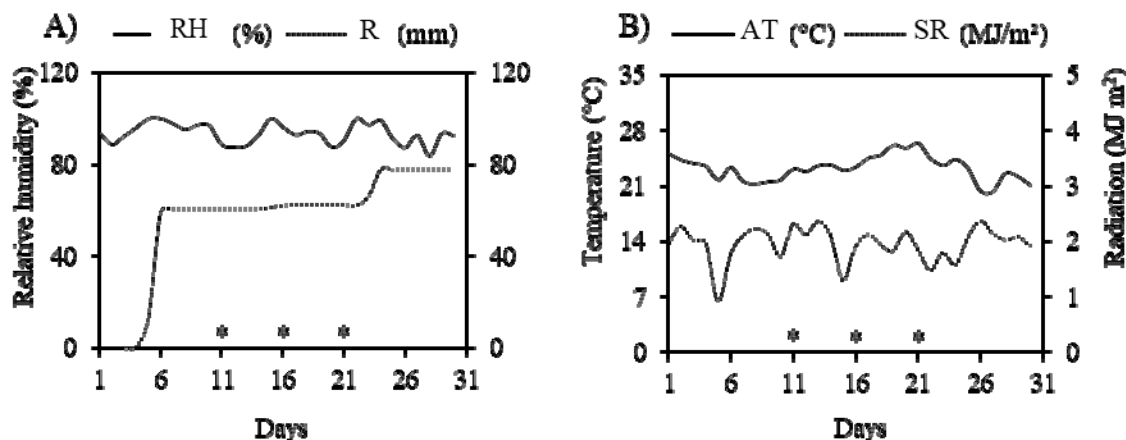 A) RH (%) R (mm)
Relative humidity (%)
120
80
40
0
120
80
40
0
* * *
1 6 11 16 21 26 31
Days
B) AT (°C) SR (MJ/m²)
Temperature (°C)
35
28
21
14
7
0
5
4
3
2
1
0
Radiation (MJ m²)
* * *
1 6 11 16 21 26 31
Days